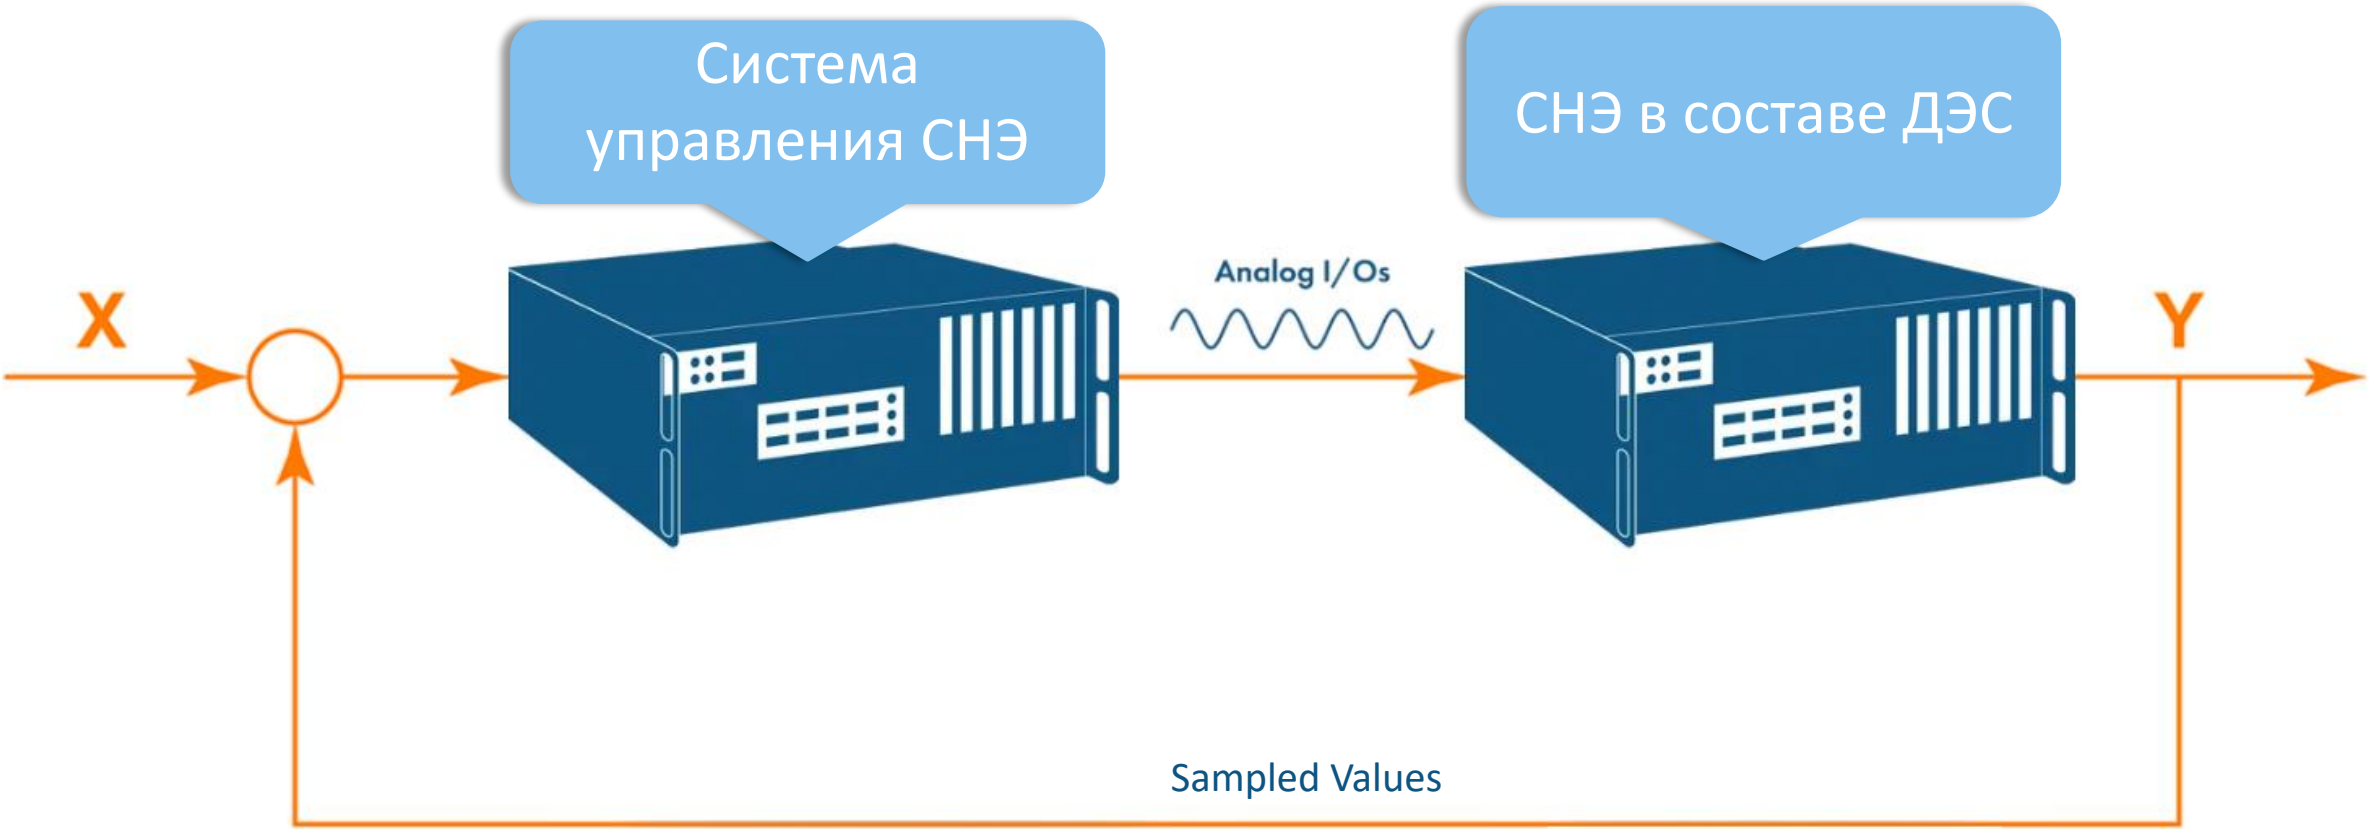 Система
управления СНЭ
СНЭ в составе ДЭС
Analog I/Os
X
Y
Sampled Values